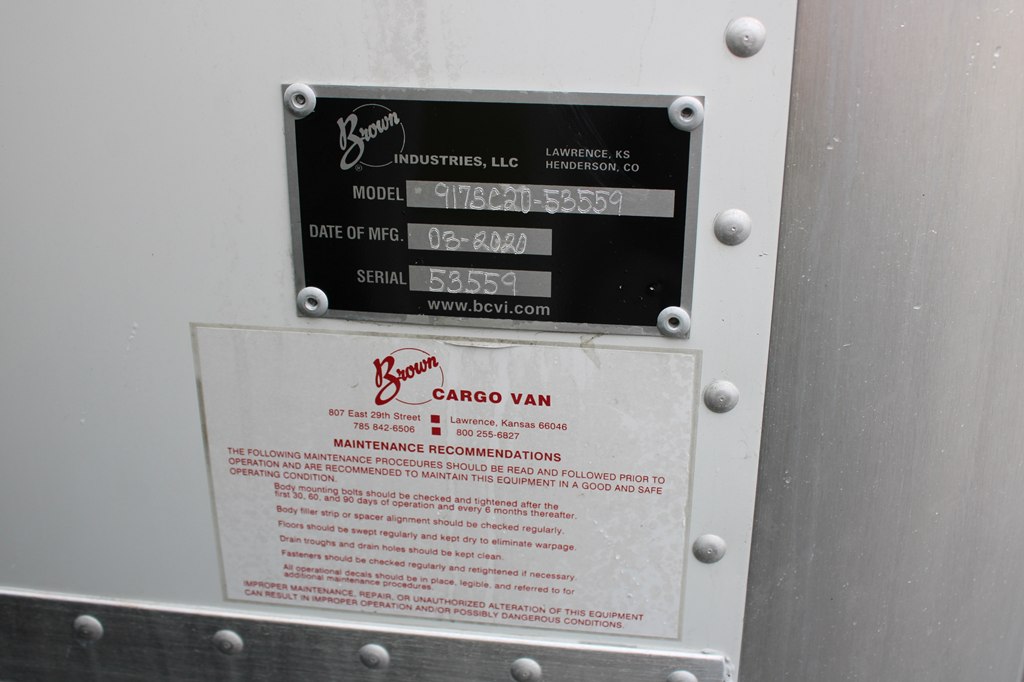 Brown
®
INDUSTRIES, LLC
LAWRENCE, KS
HENDERSON, CO
MODEL 917SC20-53559
DATE OF MFG. 03-2020
SERIAL 53559
www.bcvi.com
Brown
CARGO VAN
807 East 29th Street ■ Lawrence, Kansas 66046
785 842-6506 ■ 800 255-6827
MAINTENANCE RECOMMENDATIONS
THE FOLLOWING MAINTENANCE PROCEDURES SHOULD BE READ AND FOLLOWED PRIOR TO
OPERATION AND ARE RECOMMENDED TO MAINTAIN THIS EQUIPMENT IN A GOOD AND SAFE
OPERATING CONDITION.
Body mounting bolts should be checked and tightened after the
first 30, 60, and 90 days of operation and every 6 months thereafter.
Body filler strip or spacer alignment should be checked regularly.
Floors should be swept regularly and kept dry to eliminate warpage.
Drain troughs and drain holes should be kept clean.
Fasteners should be checked regularly and retightened if necessary.
All operational decals should be in place, legible, and referred to for
additional maintenance procedures.
IMPROPER MAINTENANCE, REPAIR, OR UNAUTHORIZED ALTERATION OF THIS EQUIPMENT
CAN RESULT IN IMPROPER OPERATION AND/OR POSSIBLY DANGEROUS CONDITIONS.